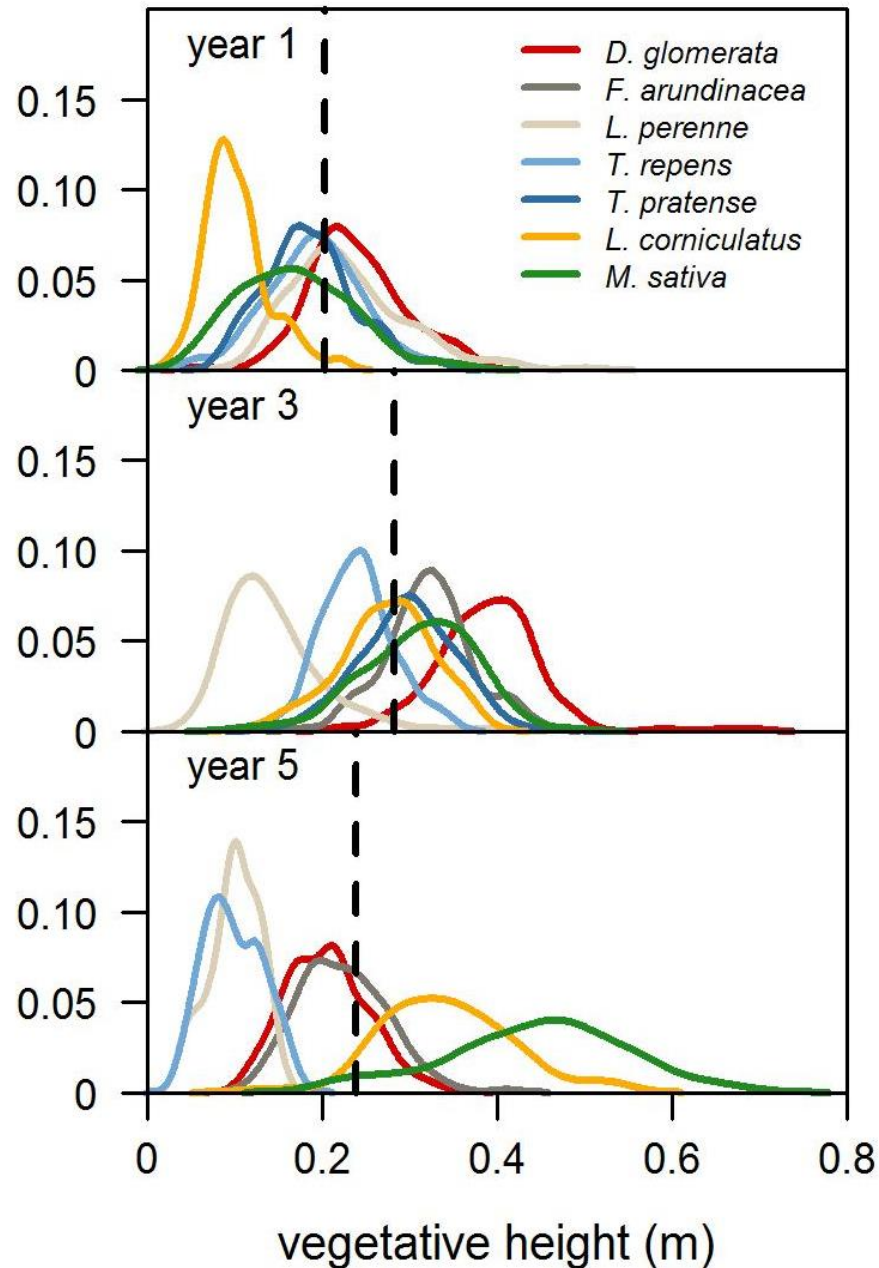 year 1
D. glomerata
F. arundinacea
L. perenne
T. repens
T. pratense
L. corniculatus
M. sativa
0.15
0.10
0.05
0
year 3
0.15
0.10
0.05
0
year 5
0.15
0.10
0.05
0
0 0.2 0.4 0.6 0.8
vegetative height (m)